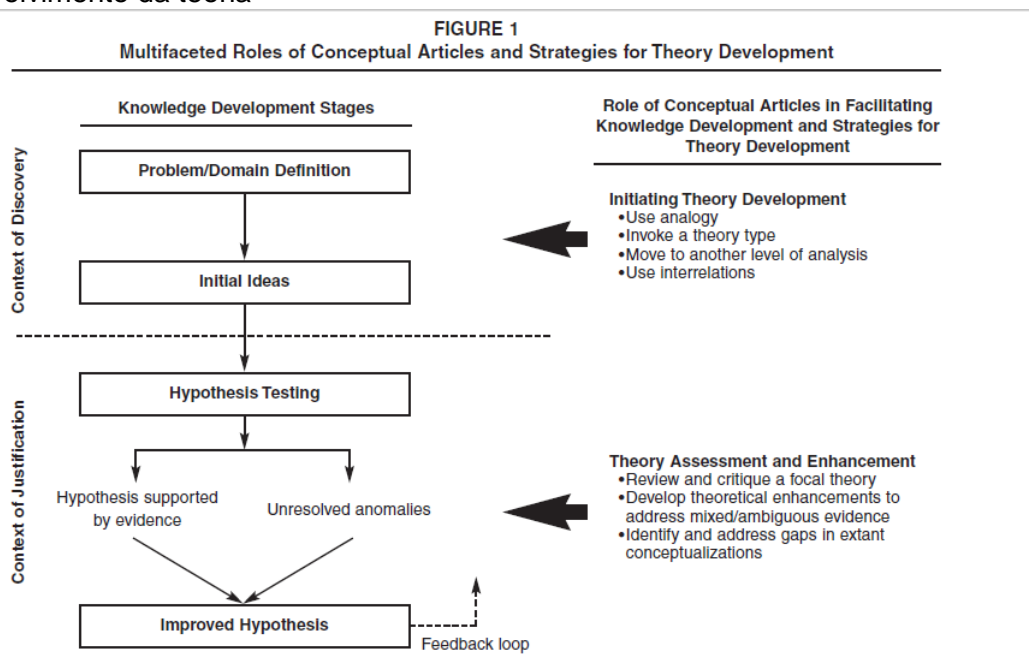 da teoria
FIGURE 1
Multifaceted Roles of Conceptual Articles and Strategies for Theory Development
Knowledge Development Stages
Role of Conceptual Articles in Facilitating
Knowledge Development and Strategies for
Theory Development
Context of Discovery
Problem/Domain Definition
Initial Ideas
Initiating Theory Development
•Use analogy
•Invoke a theory type
•Move to another level of analysis
•Use interrelations
Context of Justification
Hypothesis Testing
Hypothesis supported
by evidence
Unresolved anomalies
Improved Hypothesis
Feedback loop
Theory Assessment and Enhancement
•Review and critique a focal theory
•Develop theoretical enhancements to
address mixed/ambiguous evidence
•Identify and address gaps in extant
conceptualizations